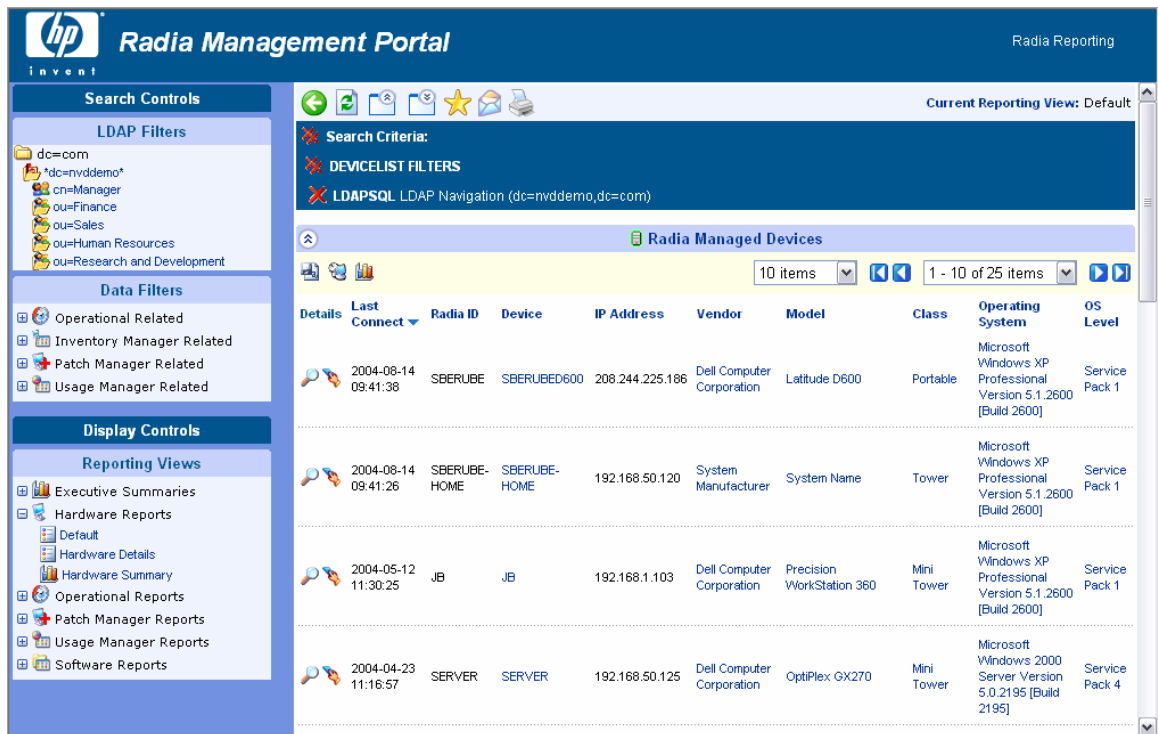 hp
invent
Radia Management Portal
Radia Reporting
Search Controls
LDAP Filters
dc=com
*dc=nvddemo*
cn=Manager
ou=Finance
ou=Sales
ou=Human Resources
ou=Research and Development
Data Filters
Operational Related
Inventory Manager Related
Patch Manager Related
Usage Manager Related
Display Controls
Reporting Views
Executive Summaries
Hardware Reports
Default
Hardware Details
Hardware Summary
Operational Reports
Patch Manager Reports
Usage Manager Reports
Software Reports
Current Reporting View: Default
Search Criteria:
DEVICELIST FILTERS
LDAPSQL LDAP Navigation (dc=nvddemo,dc=com)
Radia Managed Devices
10 items
1 - 10 of 25 items
Details Last Connect Radia ID Device IP Address Vendor Model Class Operating System OS Level
2004-08-14 09:41:38 SBERUBE SBERUBED600 208.244.225.186 Dell Computer Corporation Latitude D600 Portable Microsoft Windows XP Professional Version 5.1.2600 [Build 2600] Service Pack 1
2004-08-14 09:41:26 SBERUBE-HOME SBERUBE-HOME 192.168.50.120 System Manufacturer System Name Tower Microsoft Windows XP Professional Version 5.1.2600 [Build 2600] Service Pack 1
2004-05-12 11:30:25 JB JB 192.168.1.103 Dell Computer Corporation Precision WorkStation 360 Mini Tower Microsoft Windows XP Professional Version 5.1.2600 [Build 2600] Service Pack 1
2004-04-23 11:16:57 SERVER SERVER 192.168.50.125 Dell Computer Corporation OptiPlex GX270 Mini Tower Microsoft Windows 2000 Server Version 5.0.2195 [Build 2195] Service Pack 4